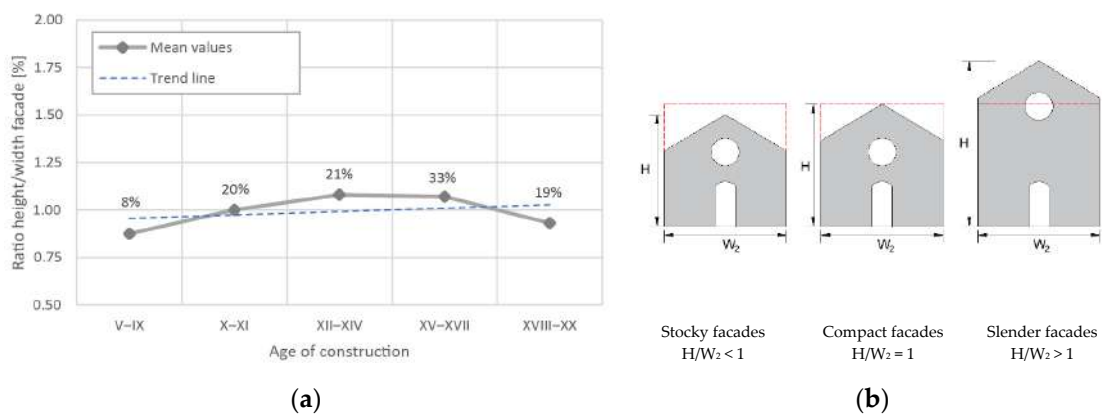 2.00
1.75
1.50
1.25
1.00
0.75
0.50
Ratio height/width facade [%]
Mean values
Trend line
8%
20%
21%
33%
19%
V–IX
X–XI
XII–XIV
XV–XVII
XVIII–XX
Age of construction
(a)
H
W₂
H
W₂
H
W₂
Stocky facades
H/W₂ < 1
Compact facades
H/W₂ = 1
Slender facades
H/W₂ > 1
(b)